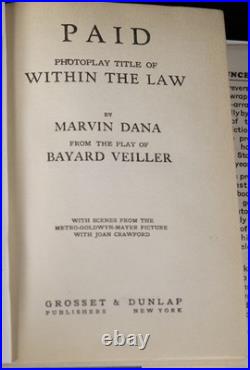 PAID
PHOTOPLAY TITLE OF
WITHIN THE LAW
BY
MARVIN DANA
FROM THE PLAY OF
BAYARD VEILLER
WITH SCENES FROM THE
METRO-GOLDWYN-MAYER PICTURE
WITH JOAN CRAWFORD
GROSSET & DUNLAP
PUBLISHERS NEW YORK